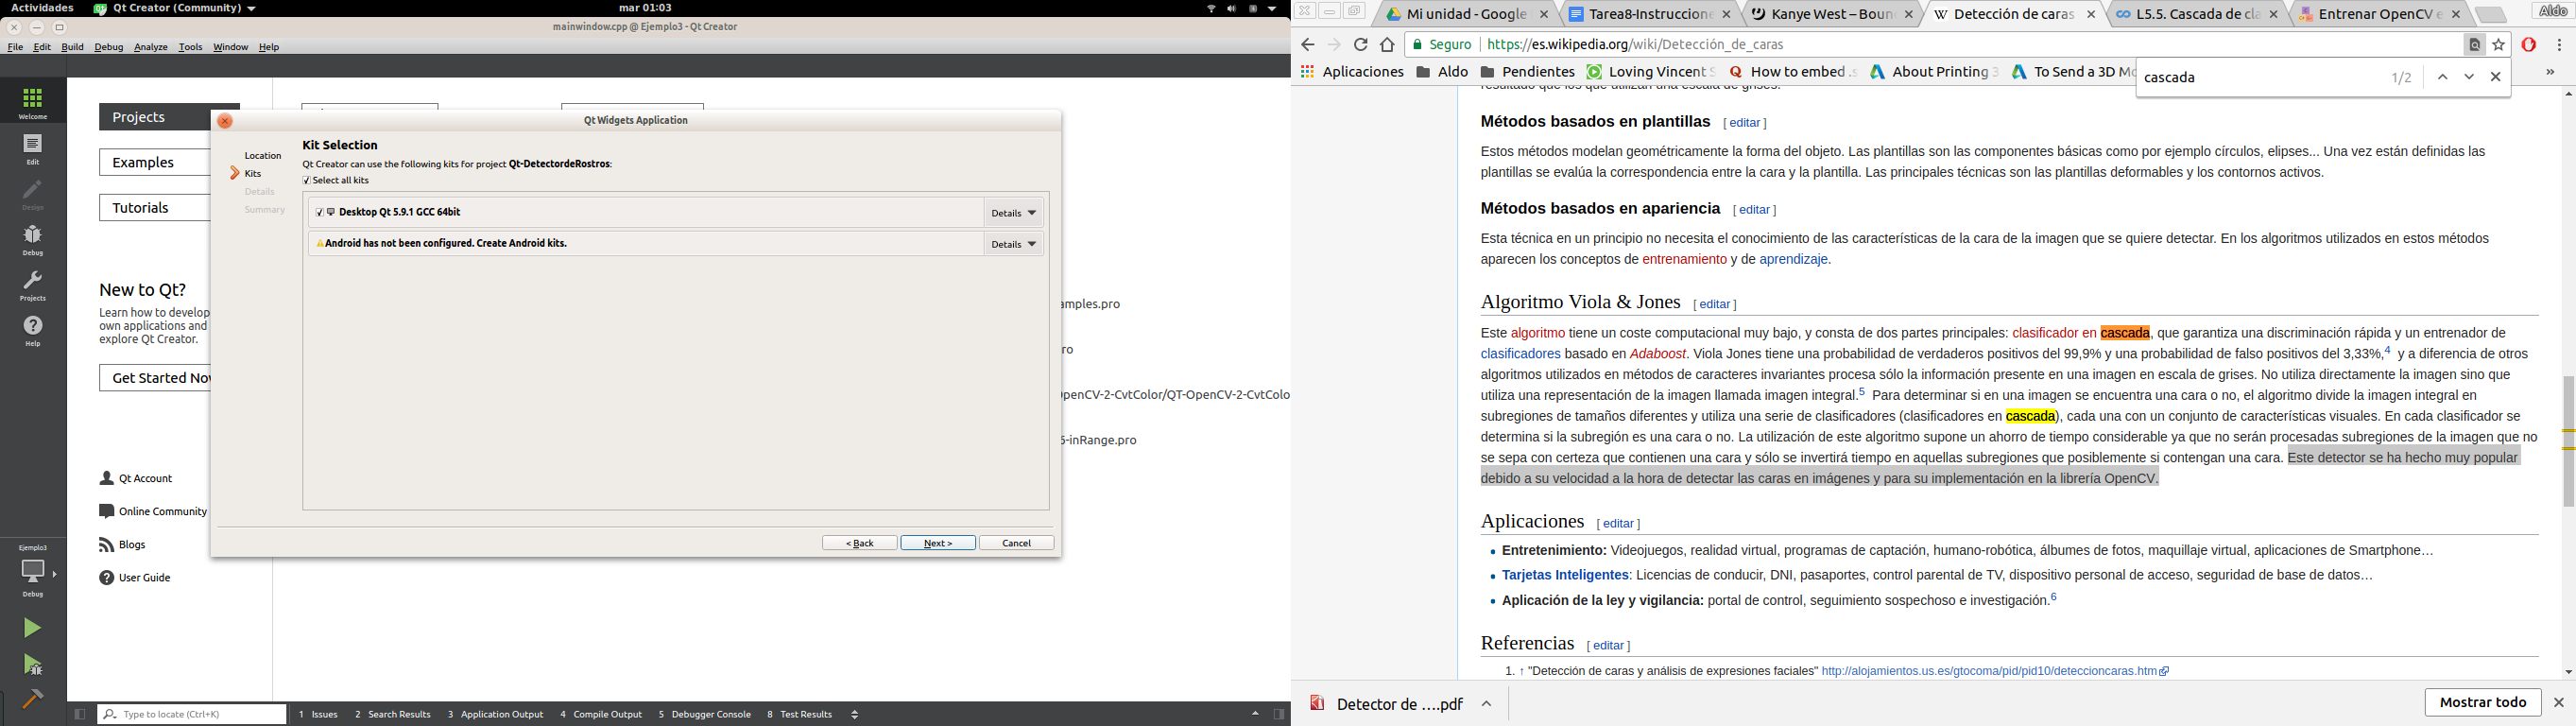 Actividades
Qt Creator (Community)
mar 01:03
mainwindow.cpp @ Ejemplo3 - Qt Creator
File Edit Build Debug Analyze Tools Window Help
Welcome
Edit
Design
Debug
Projects
Help
Ejemplo3
Debug
Projects
Examples
Tutorials
New to Qt?
Learn how to develop
own applications and
explore Qt Creator.
Get Started Now
Qt Account
Online Community
Blogs
User Guide
Qt Widgets Application
Location
Kits
Details
Summary
Kit Selection
Qt Creator can use the following kits for project Qt-DetectordeRostros:
Select all kits
Desktop Qt 5.9.1 GCC 64bit
Details
Android has not been configured. Create Android kits.
Details
< Back
Next >
Cancel
amples.pro
ro
OpenCV-2-CvtColor/QT-OpenCV-2-CvtColo
6-inRange.pro
Type to locate (Ctrl+K)
1 Issues
2 Search Results
3 Application Output
4 Compile Output
5 Debugger Console
8 Test Results
Mi unidad - Google
Tarea8-Instruccione
Kanye West – Boun
Detección de caras
L5.5. Cascada de cla
Entrenar OpenCV e
Aldo
Seguro
https://es.wikipedia.org/wiki/Detección_de_caras
Aplicaciones
Aldo
Pendientes
Loving Vincent S
How to embed .s
About Printing 3
To Send a 3D Mo
»
cascada
1/2
resultado que los que utilizan una escala de grises.
Métodos basados en plantillas [ editar ]
Estos métodos modelan geométricamente la forma del objeto. Las plantillas son las componentes básicas como por ejemplo círculos, elipses... Una vez están definidas las
plantillas se evalúa la correspondencia entre la cara y la plantilla. Las principales técnicas son las plantillas deformables y los contornos activos.
Métodos basados en apariencia [ editar ]
Esta técnica en un principio no necesita el conocimiento de las características de la cara de la imagen que se quiere detectar. En los algoritmos utilizados en estos métodos
aparecen los conceptos de entrenamiento y de aprendizaje.
Algoritmo Viola & Jones [ editar ]
Este algoritmo tiene un coste computacional muy bajo, y consta de dos partes principales: clasificador en cascada, que garantiza una discriminación rápida y un entrenador de
clasificadores basado en Adaboost. Viola Jones tiene una probabilidad de verdaderos positivos del 99,9% y una probabilidad de falso positivos del 3,33%,4 y a diferencia de otros
algoritmos utilizados en métodos de caracteres invariantes procesa sólo la información presente en una imagen en escala de grises. No utiliza directamente la imagen sino que
utiliza una representación de la imagen llamada imagen integral.5 Para determinar si en una imagen se encuentra una cara o no, el algoritmo divide la imagen integral en
subregiones de tamaños diferentes y utiliza una serie de clasificadores (clasificadores en cascada), cada una con un conjunto de características visuales. En cada clasificador se
determina si la subregión es una cara o no. La utilización de este algoritmo supone un ahorro de tiempo considerable ya que no serán procesadas subregiones de la imagen que no
se sepa con certeza que contienen una cara y sólo se invertirá tiempo en aquellas subregiones que posiblemente si contengan una cara. Este detector se ha hecho muy popular
debido a su velocidad a la hora de detectar las caras en imágenes y para su implementación en la librería OpenCV.
Aplicaciones [ editar ]
Entretenimiento: Videojuegos, realidad virtual, programas de captación, humano-robótica, álbumes de fotos, maquillaje virtual, aplicaciones de Smartphone…
Tarjetas Inteligentes: Licencias de conducir, DNI, pasaportes, control parental de TV, dispositivo personal de acceso, seguridad de base de datos…
Aplicación de la ley y vigilancia: portal de control, seguimiento sospechoso e investigación.6
Referencias [ editar ]
1. ↑ "Detección de caras y análisis de expresiones faciales" http://alojamientos.us.es/gtocoma/pid/pid10/deteccioncaras.htm
Detector de ….pdf
Mostrar todo